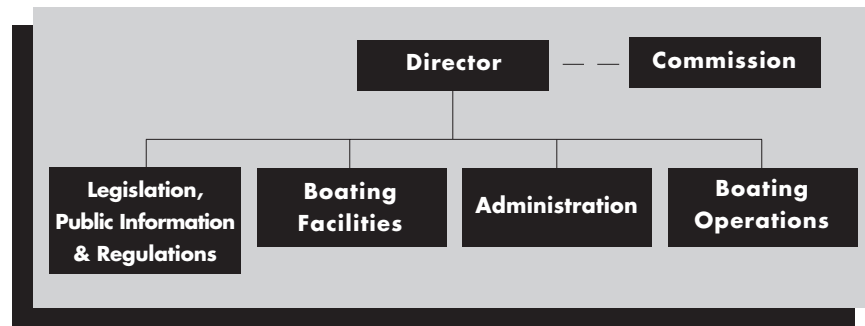 Director
Commission
Legislation,
Public Information
& Regulations
Boating
Facilities
Administration
Boating
Operations